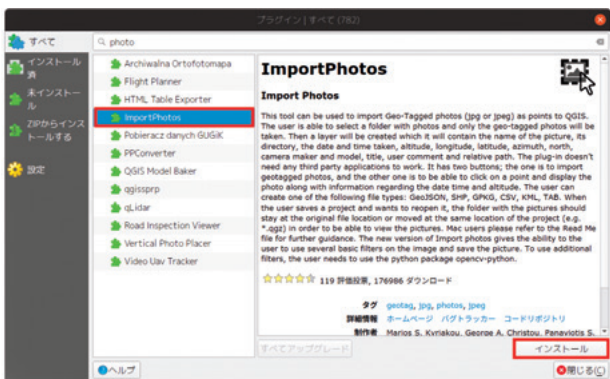 プラグイン | すべて (782)
すべて
インストール済
未インストール
ZIPからインストールする
設定
photo
Archiwalna Ortofotomapa
Flight Planner
HTML Table Exporter
ImportPhotos
Pobieracz danych GUGiK
PPConverter
QGIS Model Baker
qgissprp
qLidar
Road Inspection Viewer
Vertical Photo Placer
Video Uav Tracker
ImportPhotos
Import Photos
This tool can be used to import Geo-Tagged photos (jpg or jpeg) as points to QGIS.
The user is able to select a folder with photos and only the geo-tagged photos will be
taken. Then a layer will be created which it will contain the name of the picture, its
directory, the date and time taken, altitude, longitude, latitude, azimuth, north,
camera maker and model, title, user comment and relative path. The plug-in doesn't
need any third party applications to work. It has two buttons; the one is to import
geotagged photos, and the other one is to be able to click on a point and display the
photo along with information regarding the date time and altitude. The user can
create one of the following file types: GeoJSON, SHP, GPKG, CSV, KML, TAB. When
the user saves a project and wants to reopen it, the folder with the pictures should
stay at the original file location or moved at the same location of the project (e.g.
*.qgz) in order to be able to view the pictures. Mac users please refer to the Read Me
file for further guidance. The new version of Import photos gives the ability to the
user to use several basic filters on the image and save the picture. To use additional
filters, the user needs to use the python package opencv-python.
119 評価投票, 176986 ダウンロード
タグ geotag, jpg, photos, jpeg
詳細情報 ホームページ バグトラッカー コードリポジトリ
制作者 Marios S. Kyriakou, George A. Christou, Panayiotis S.
すべてアップグレード
インストール
ヘルプ
閉じる(C)